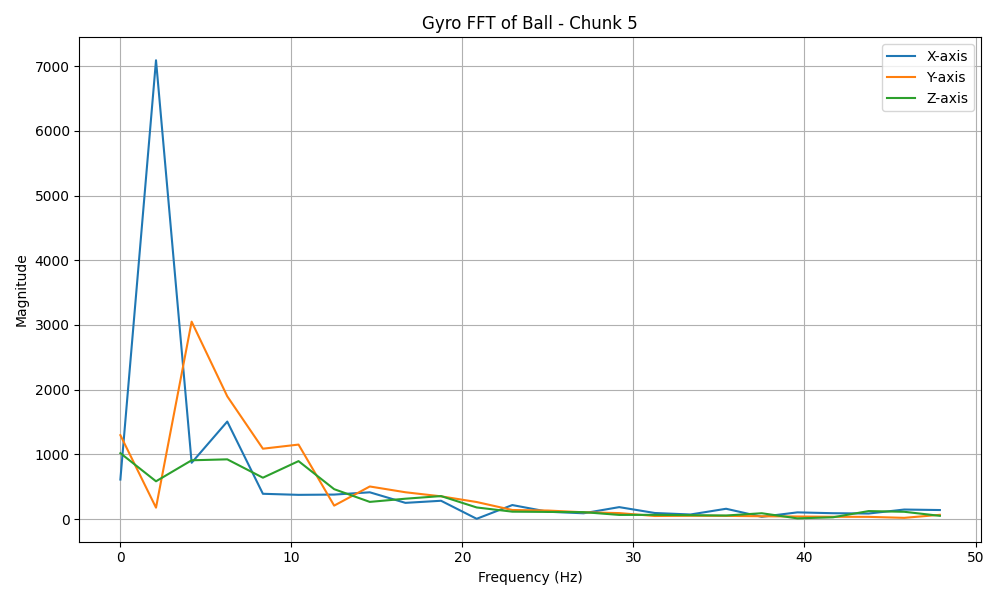 Gyro FFT of Ball - Chunk 5
X-axis
Y-axis
Z-axis
Magnitude
7000
6000
5000
4000
3000
2000
1000
0
0 10 20 30 40 50
Frequency (Hz)